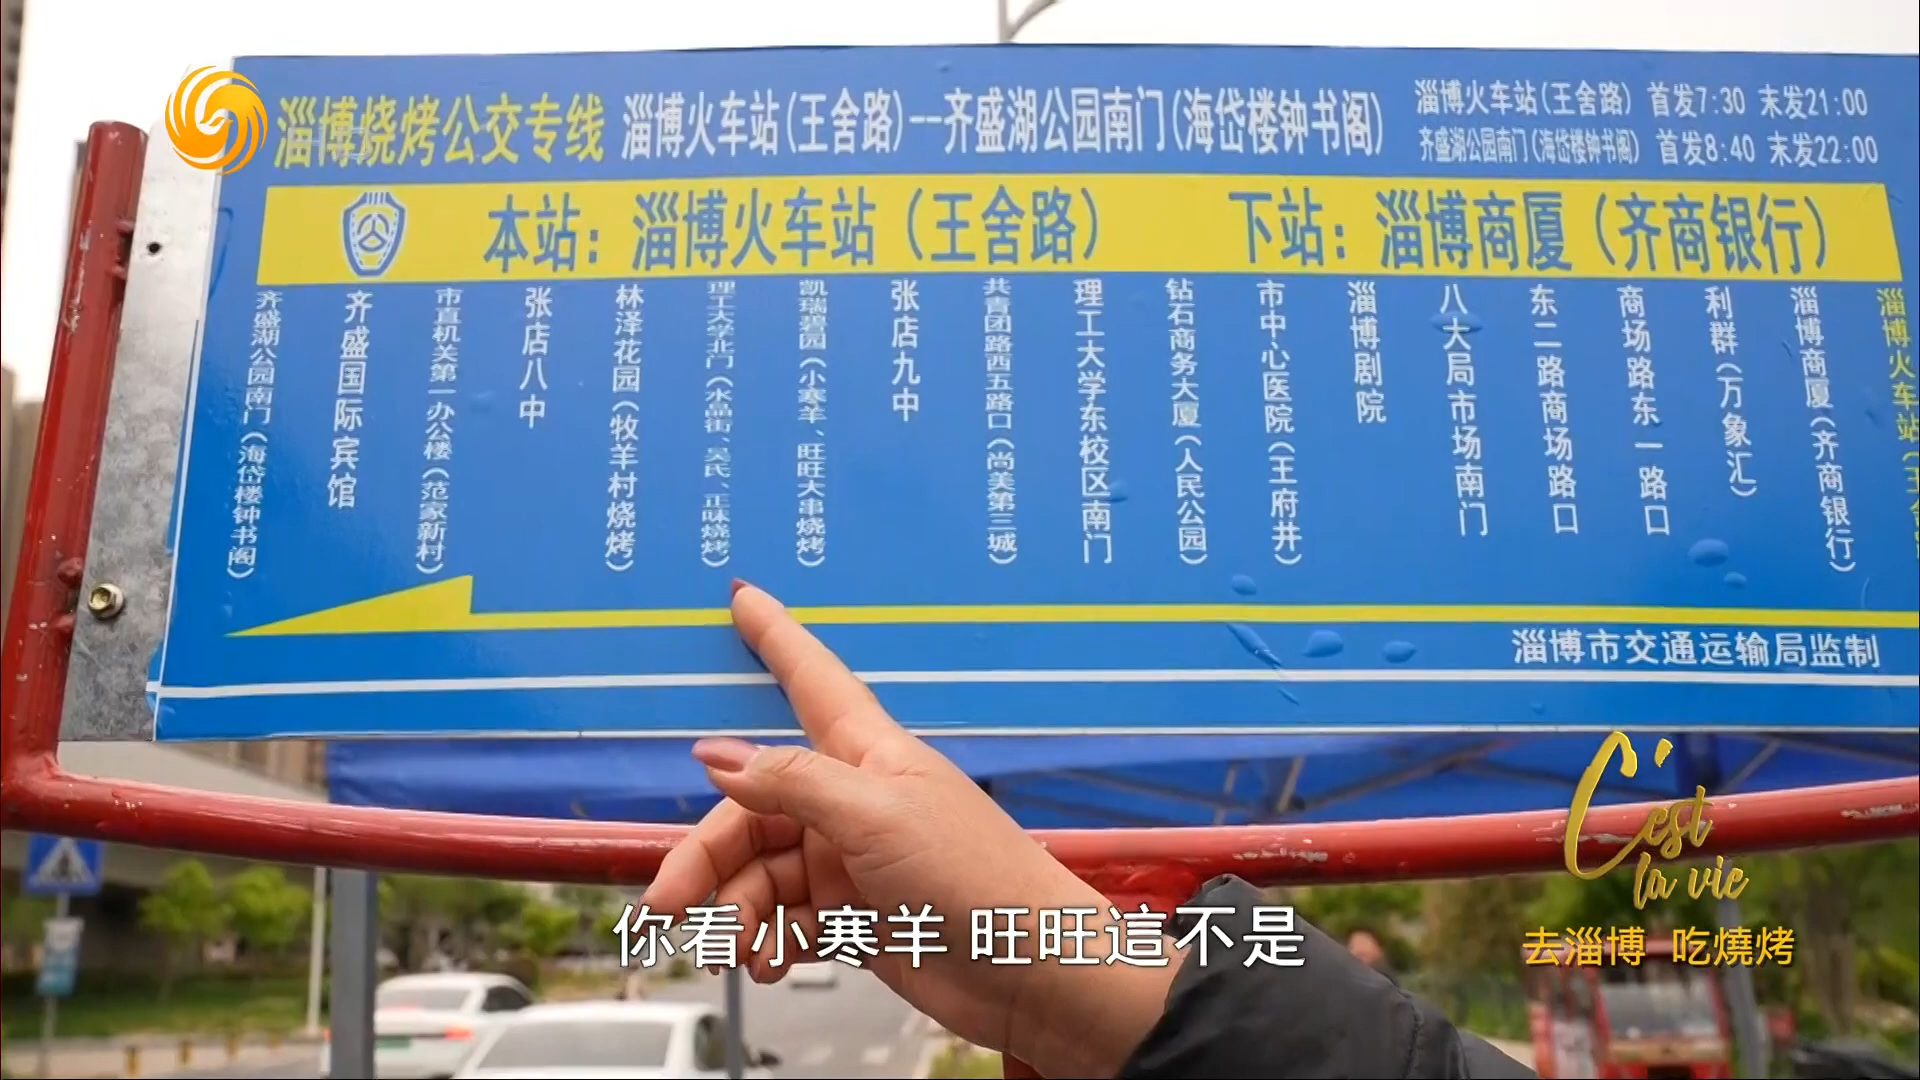 淄博烧烤公交专线
淄博火车站(王舍路)--齐盛湖公园南门(海岱楼钟书阁)
淄博火车站(王舍路) 首发7:30 末发21:00
齐盛湖公园南门(海岱楼钟书阁) 首发8:40 末发22:00
本站：淄博火车站（王舍路） 下站：淄博商厦（齐商银行）
齐盛湖公园南门（海岱楼钟书阁）
齐盛国际宾馆
市直机关第一办公楼（范家新村）
张店八中
林泽花园（牧羊村烧烤）
理工大学北门（水晶街、吴氏、正味烧烤）
凯瑞碧园（小寒羊、旺旺大串烧烤）
张店九中
共青团路西五路口（尚美第三城）
理工大学东校区南门
钻石商务大厦（人民公园）
市中心医院（王府井）
淄博剧院
八大局市场南门
东二路商场路口
商场路东一路口
利群（万象汇）
淄博商厦（齐商银行）
淄博火车站（王舍路
淄博市交通运输局监制
C'est
la vie
去淄博 吃燒烤
你看小寒羊 旺旺這不是